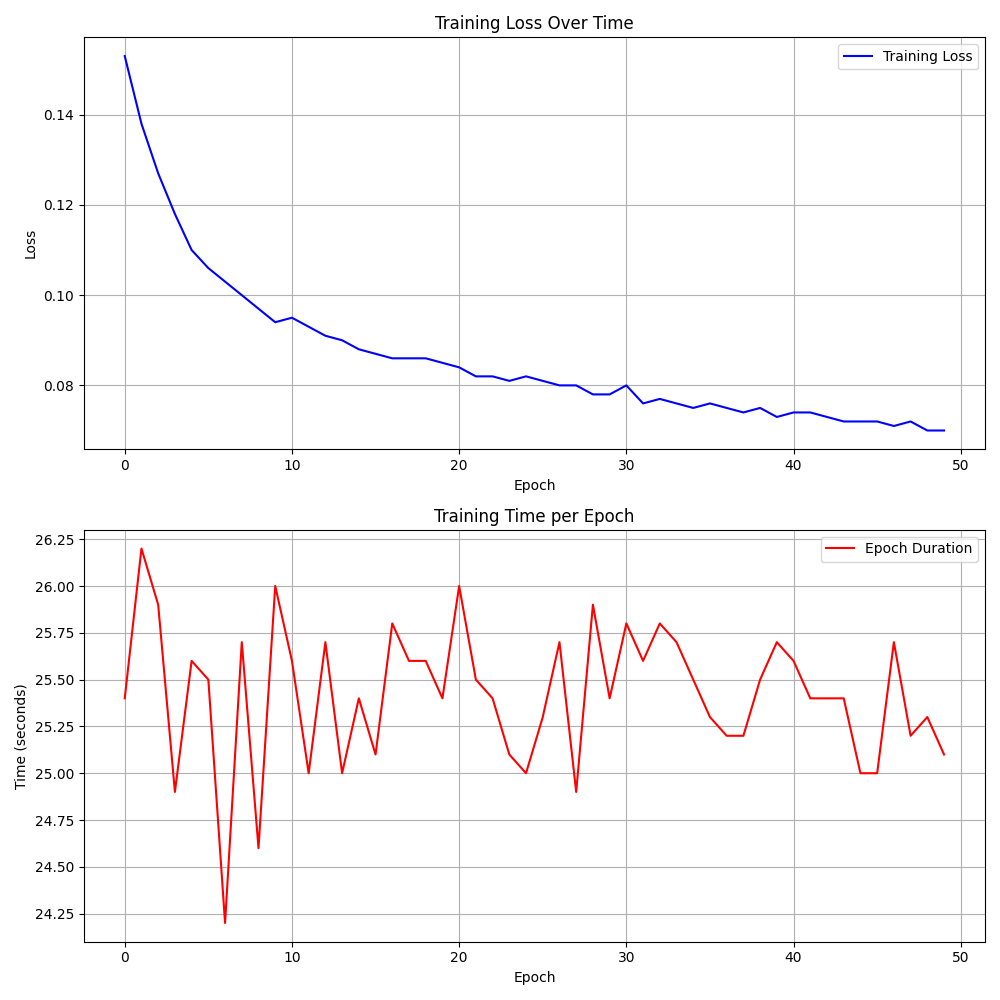 Training Loss Over Time
Training Loss
0.14
0.12
0.10
0.08
Loss
0 10 20 30 40 50
Epoch
Training Time per Epoch
Epoch Duration
26.25
26.00
25.75
25.50
25.25
25.00
24.75
24.50
24.25
Time (seconds)
0 10 20 30 40 50
Epoch